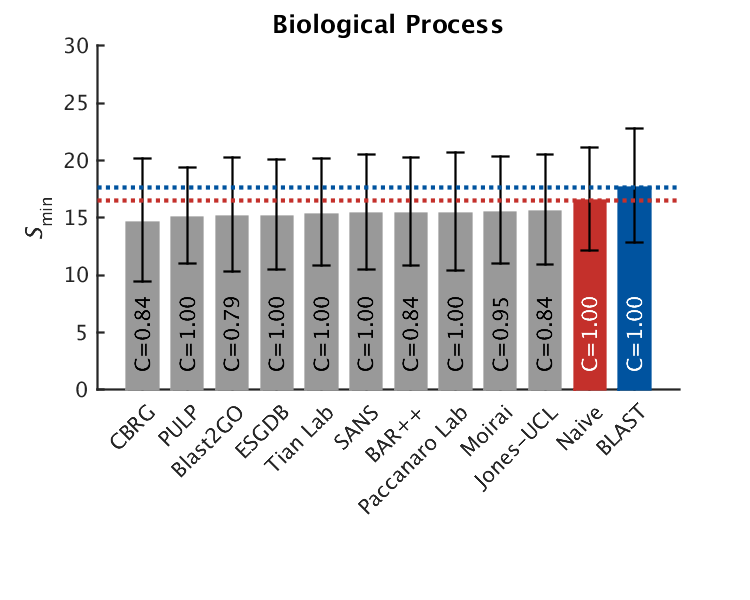 Biological Process
30
25
20
15
10
5
0
Smin
C=0.84
C=1.00
C=0.79
C=1.00
C=1.00
C=1.00
C=0.84
C=1.00
C=0.95
C=0.84
C=1.00
C=1.00
CBRG
PULP
Blast2GO
ESGDB
Tian Lab
SANS
BAR++
Paccanaro Lab
Moirai
Jones-UCL
Naive
BLAST